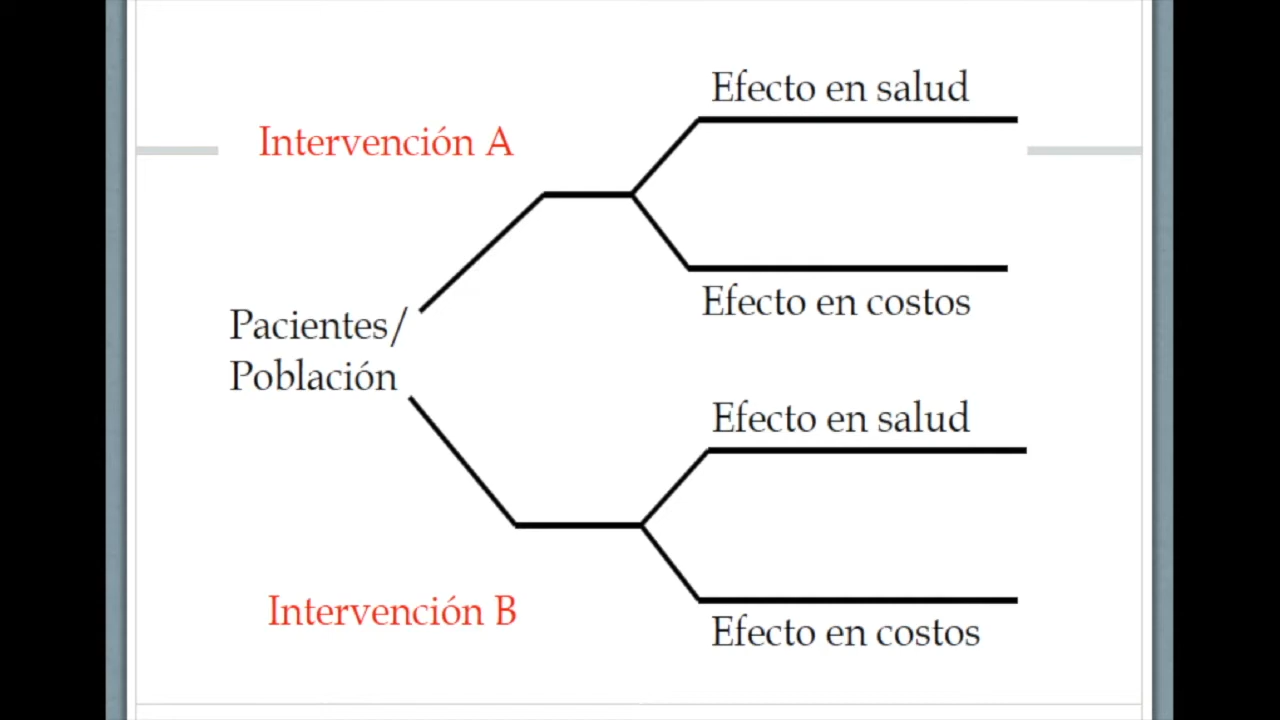 Efecto en salud
Intervención A
Efecto en costos
Pacientes/
Población
Efecto en salud
Intervención B
Efecto en costos